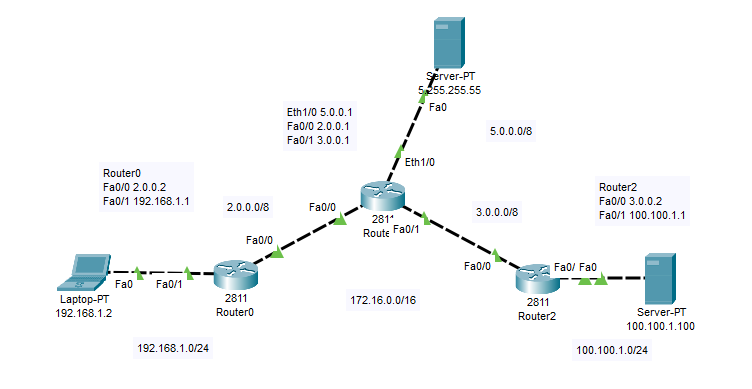 Server-PT
5.255.255.55
Fa0
Eth1/0 5.0.0.1
Fa0/0 2.0.0.1
Fa0/1 3.0.0.1
5.0.0.0/8
Eth1/0
Router0
Fa0/0 2.0.0.2
Fa0/1 192.168.1.1
2.0.0.0/8
Fa0/0
2811
Fa0/1
3.0.0.0/8
Router2
Fa0/0 3.0.0.2
Fa0/1 100.100.1.1
Fa0/0
Fa0/0
Fa0/
Fa0
Fa0
Fa0/1
Laptop-PT
192.168.1.2
2811
Router0
172.16.0.0/16
2811
Router2
Server-PT
100.100.1.100
192.168.1.0/24
100.100.1.0/24